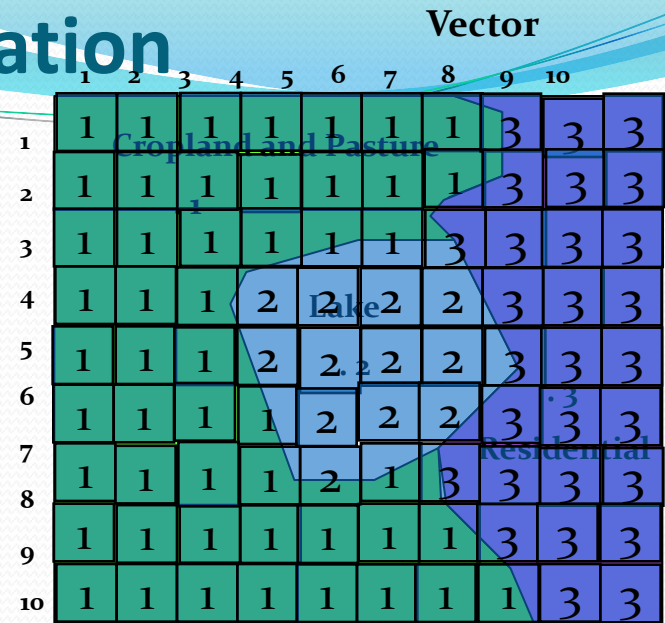 Vector
ation
1 2 3 4 5 6 7 8 9 10
1 1 1 1 1 1 1 1 3 3 3
Cropland and Pasture
2 1 1 1 1 1 1 1 3 3 3
1
3 1 1 1 1 1 1 3 3 3 3
4 1 1 1 2 2 2 2 3 3 3
Lake
5 1 1 1 2 2 2 2 3 3 3
. 2
6 1 1 1 1 2 2 2 3 3 3
. 3
Residential
7 1 1 1 1 2 1 3 3 3 3
8
9 1 1 1 1 1 1 1 3 3 3
10 1 1 1 1 1 1 1 1 3 3